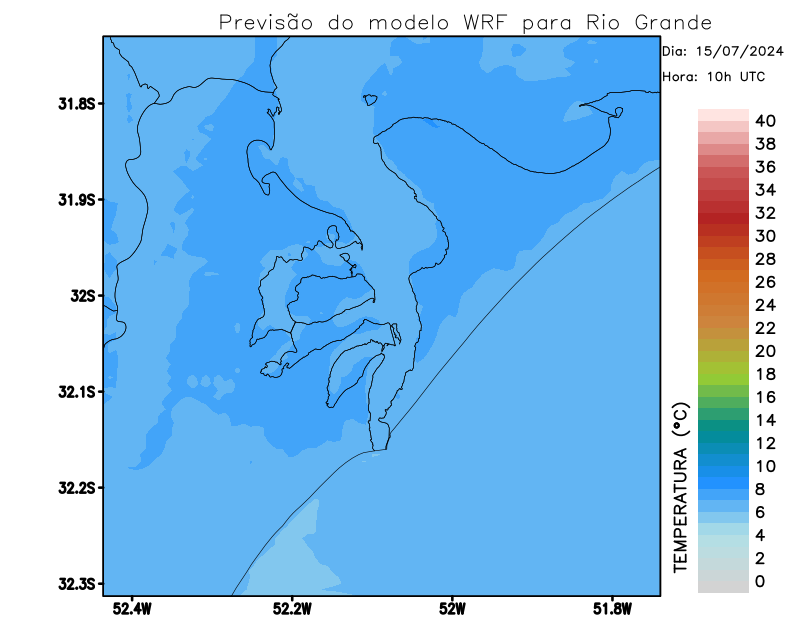 Previsão do modelo WRF para Rio Grande
Dia: 15/07/2024
Hora: 10h UTC
31.8S
31.9S
32S
32.1S
32.2S
32.3S
52.4W
52.2W
52W
51.8W
TEMPERATURA (°C)
40
38
36
34
32
30
28
26
24
22
20
18
16
14
12
10
8
6
4
2
0